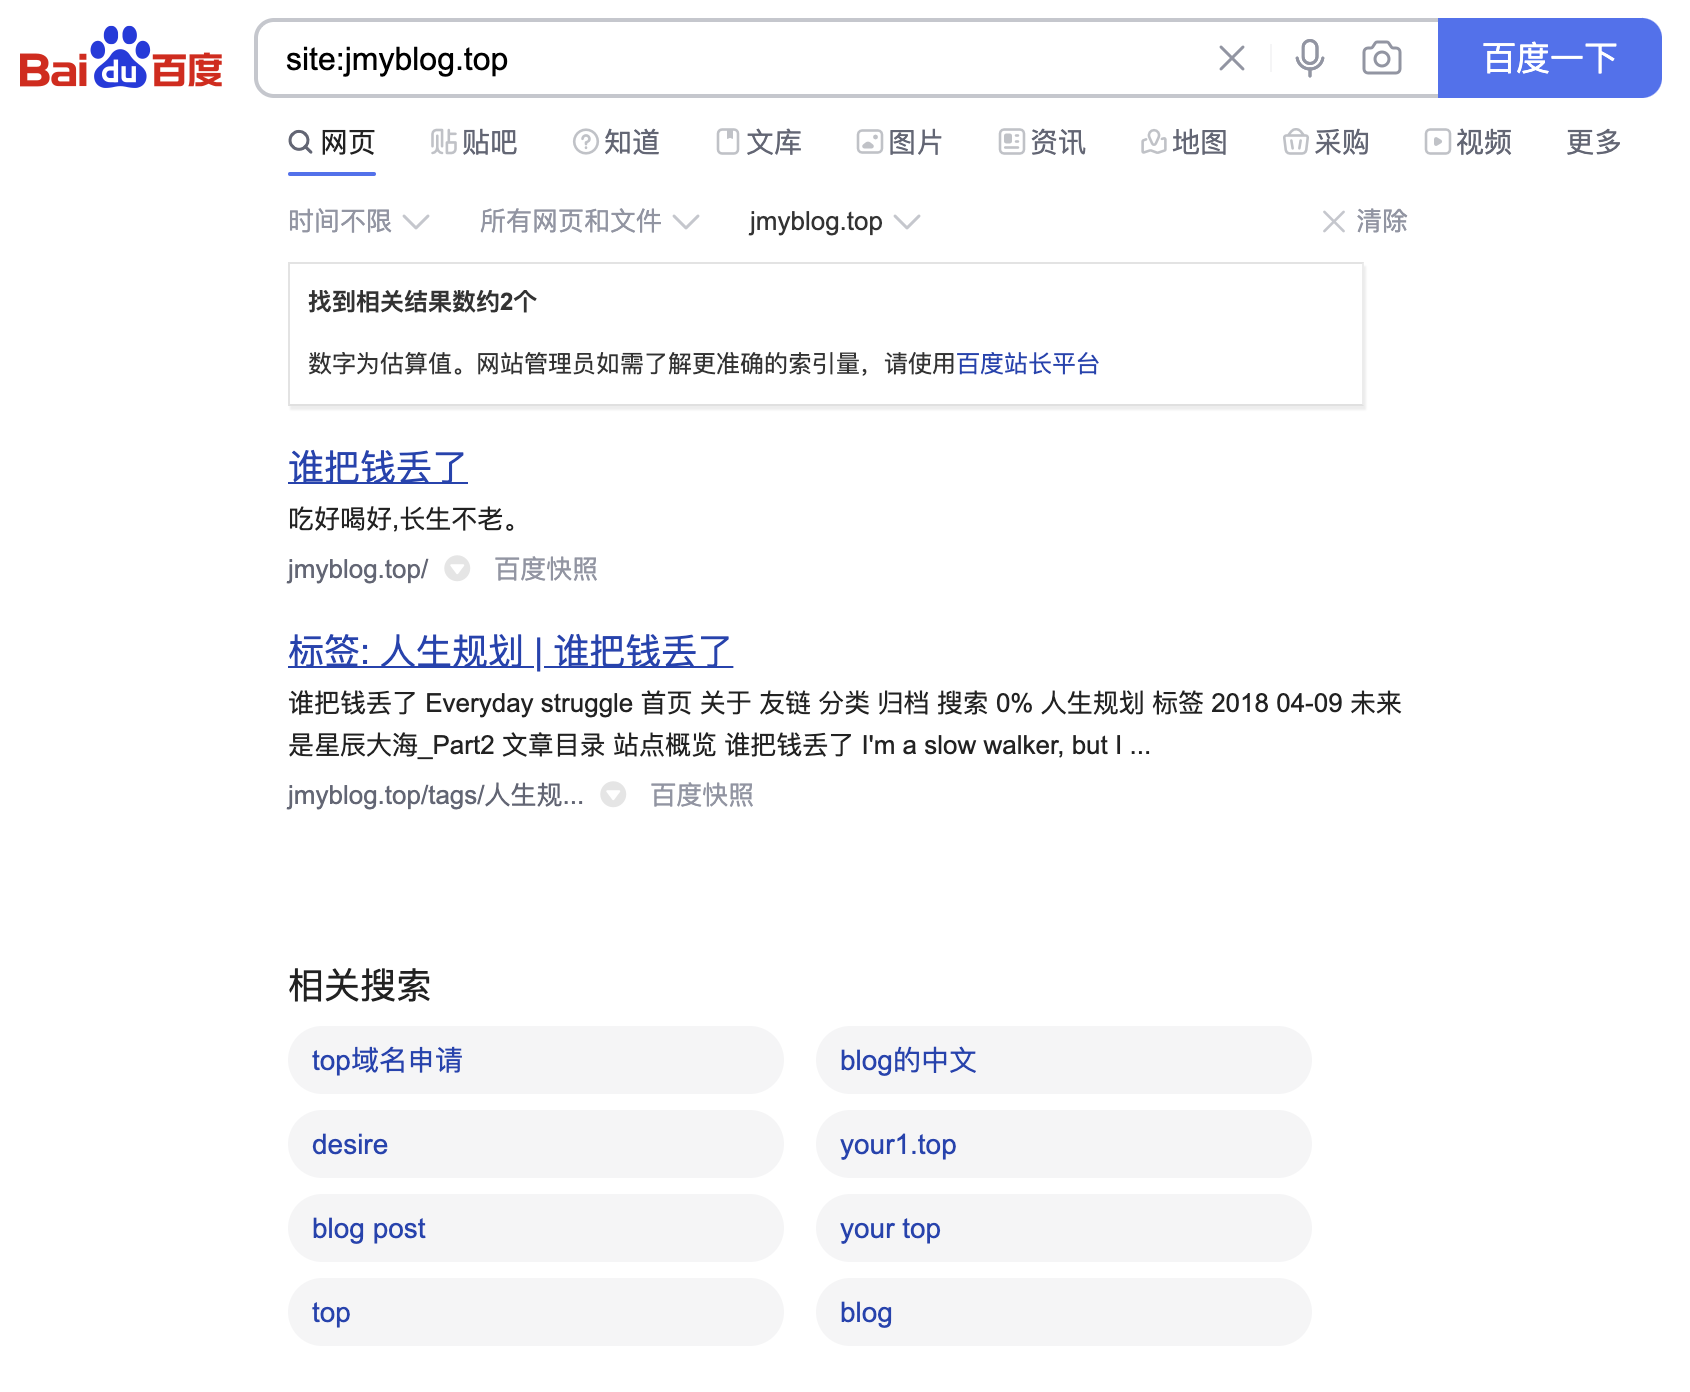 Bai du 百度
site:jmyblog.top
百度一下
网页 贴吧 知道 文库 图片 资讯 地图 采购 视频 更多
时间不限 所有网页和文件 jmyblog.top 清除
找到相关结果数约2个
数字为估算值。网站管理员如需了解更准确的索引量，请使用百度站长平台
谁把钱丢了
吃好喝好,长生不老。
jmyblog.top/ 百度快照
标签: 人生规划 | 谁把钱丢了
谁把钱丢了 Everyday struggle 首页 关于 友链 分类 归档 搜索 0% 人生规划 标签 2018 04-09 未来
是星辰大海_Part2 文章目录 站点概览 谁把钱丢了 I'm a slow walker, but I ...
jmyblog.top/tags/人生规... 百度快照
相关搜索
top域名申请 blog的中文
desire your1.top
blog post your top
top blog